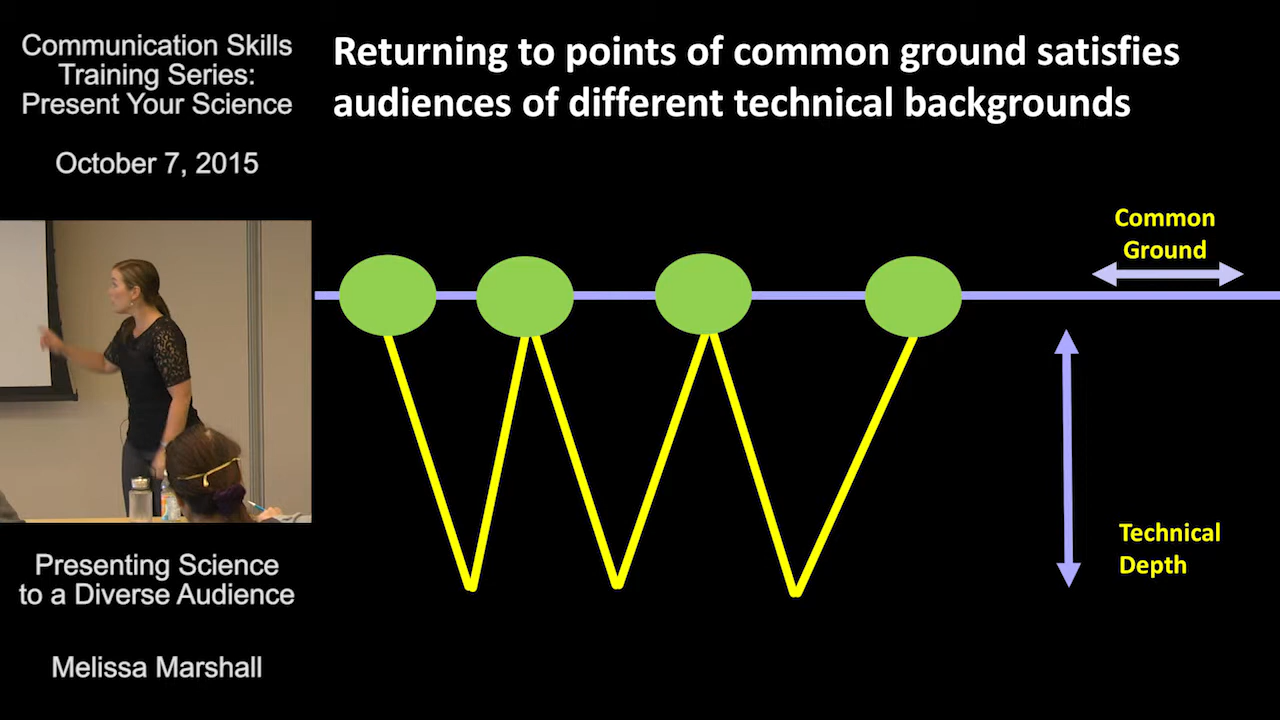 Communication Skills
Training Series:
Present Your Science
October 7, 2015
Returning to points of common ground satisfies
audiences of different technical backgrounds
Common
Ground
Technical
Depth
Presenting Science
to a Diverse Audience
Melissa Marshall